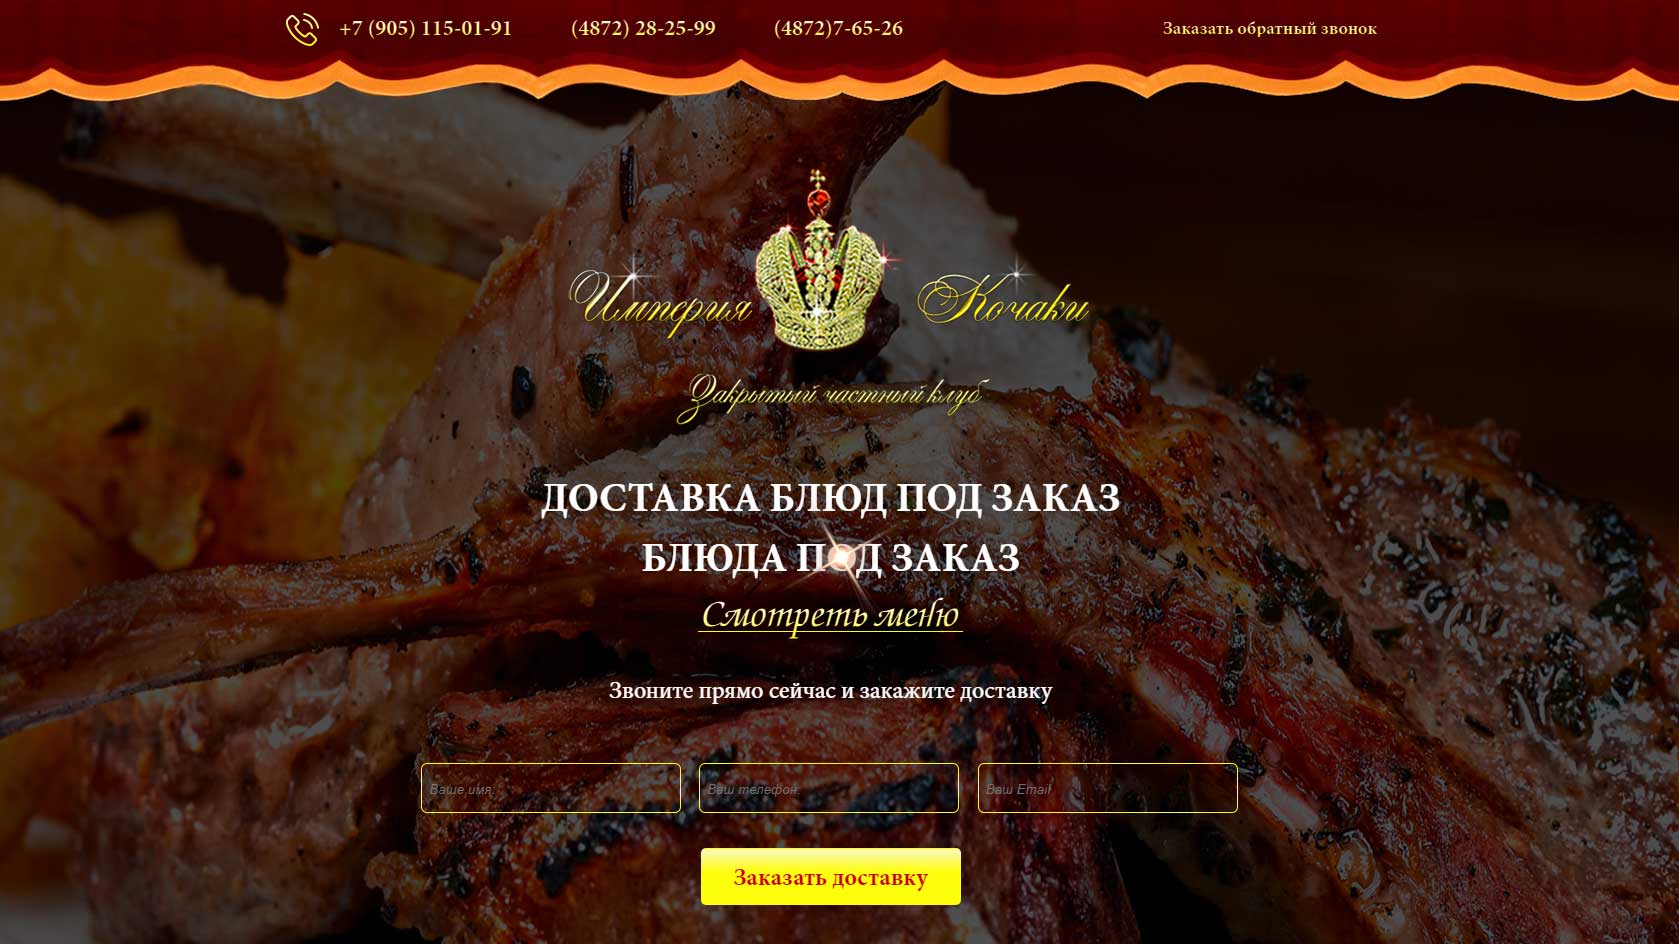 +7 (905) 115-01-91 (4872) 28-25-99 (4872)7-65-26 Заказать обратный звонок
Империя Кочаки
Закрытый частный клуб
ДОСТАВКА БЛЮД ПОД ЗАКАЗ
БЛЮДА ПОД ЗАКАЗ
Смотреть меню
Звоните прямо сейчас и закажите доставку
Ваше имя: Ваш телефон: Ваш Email
Заказать доставку